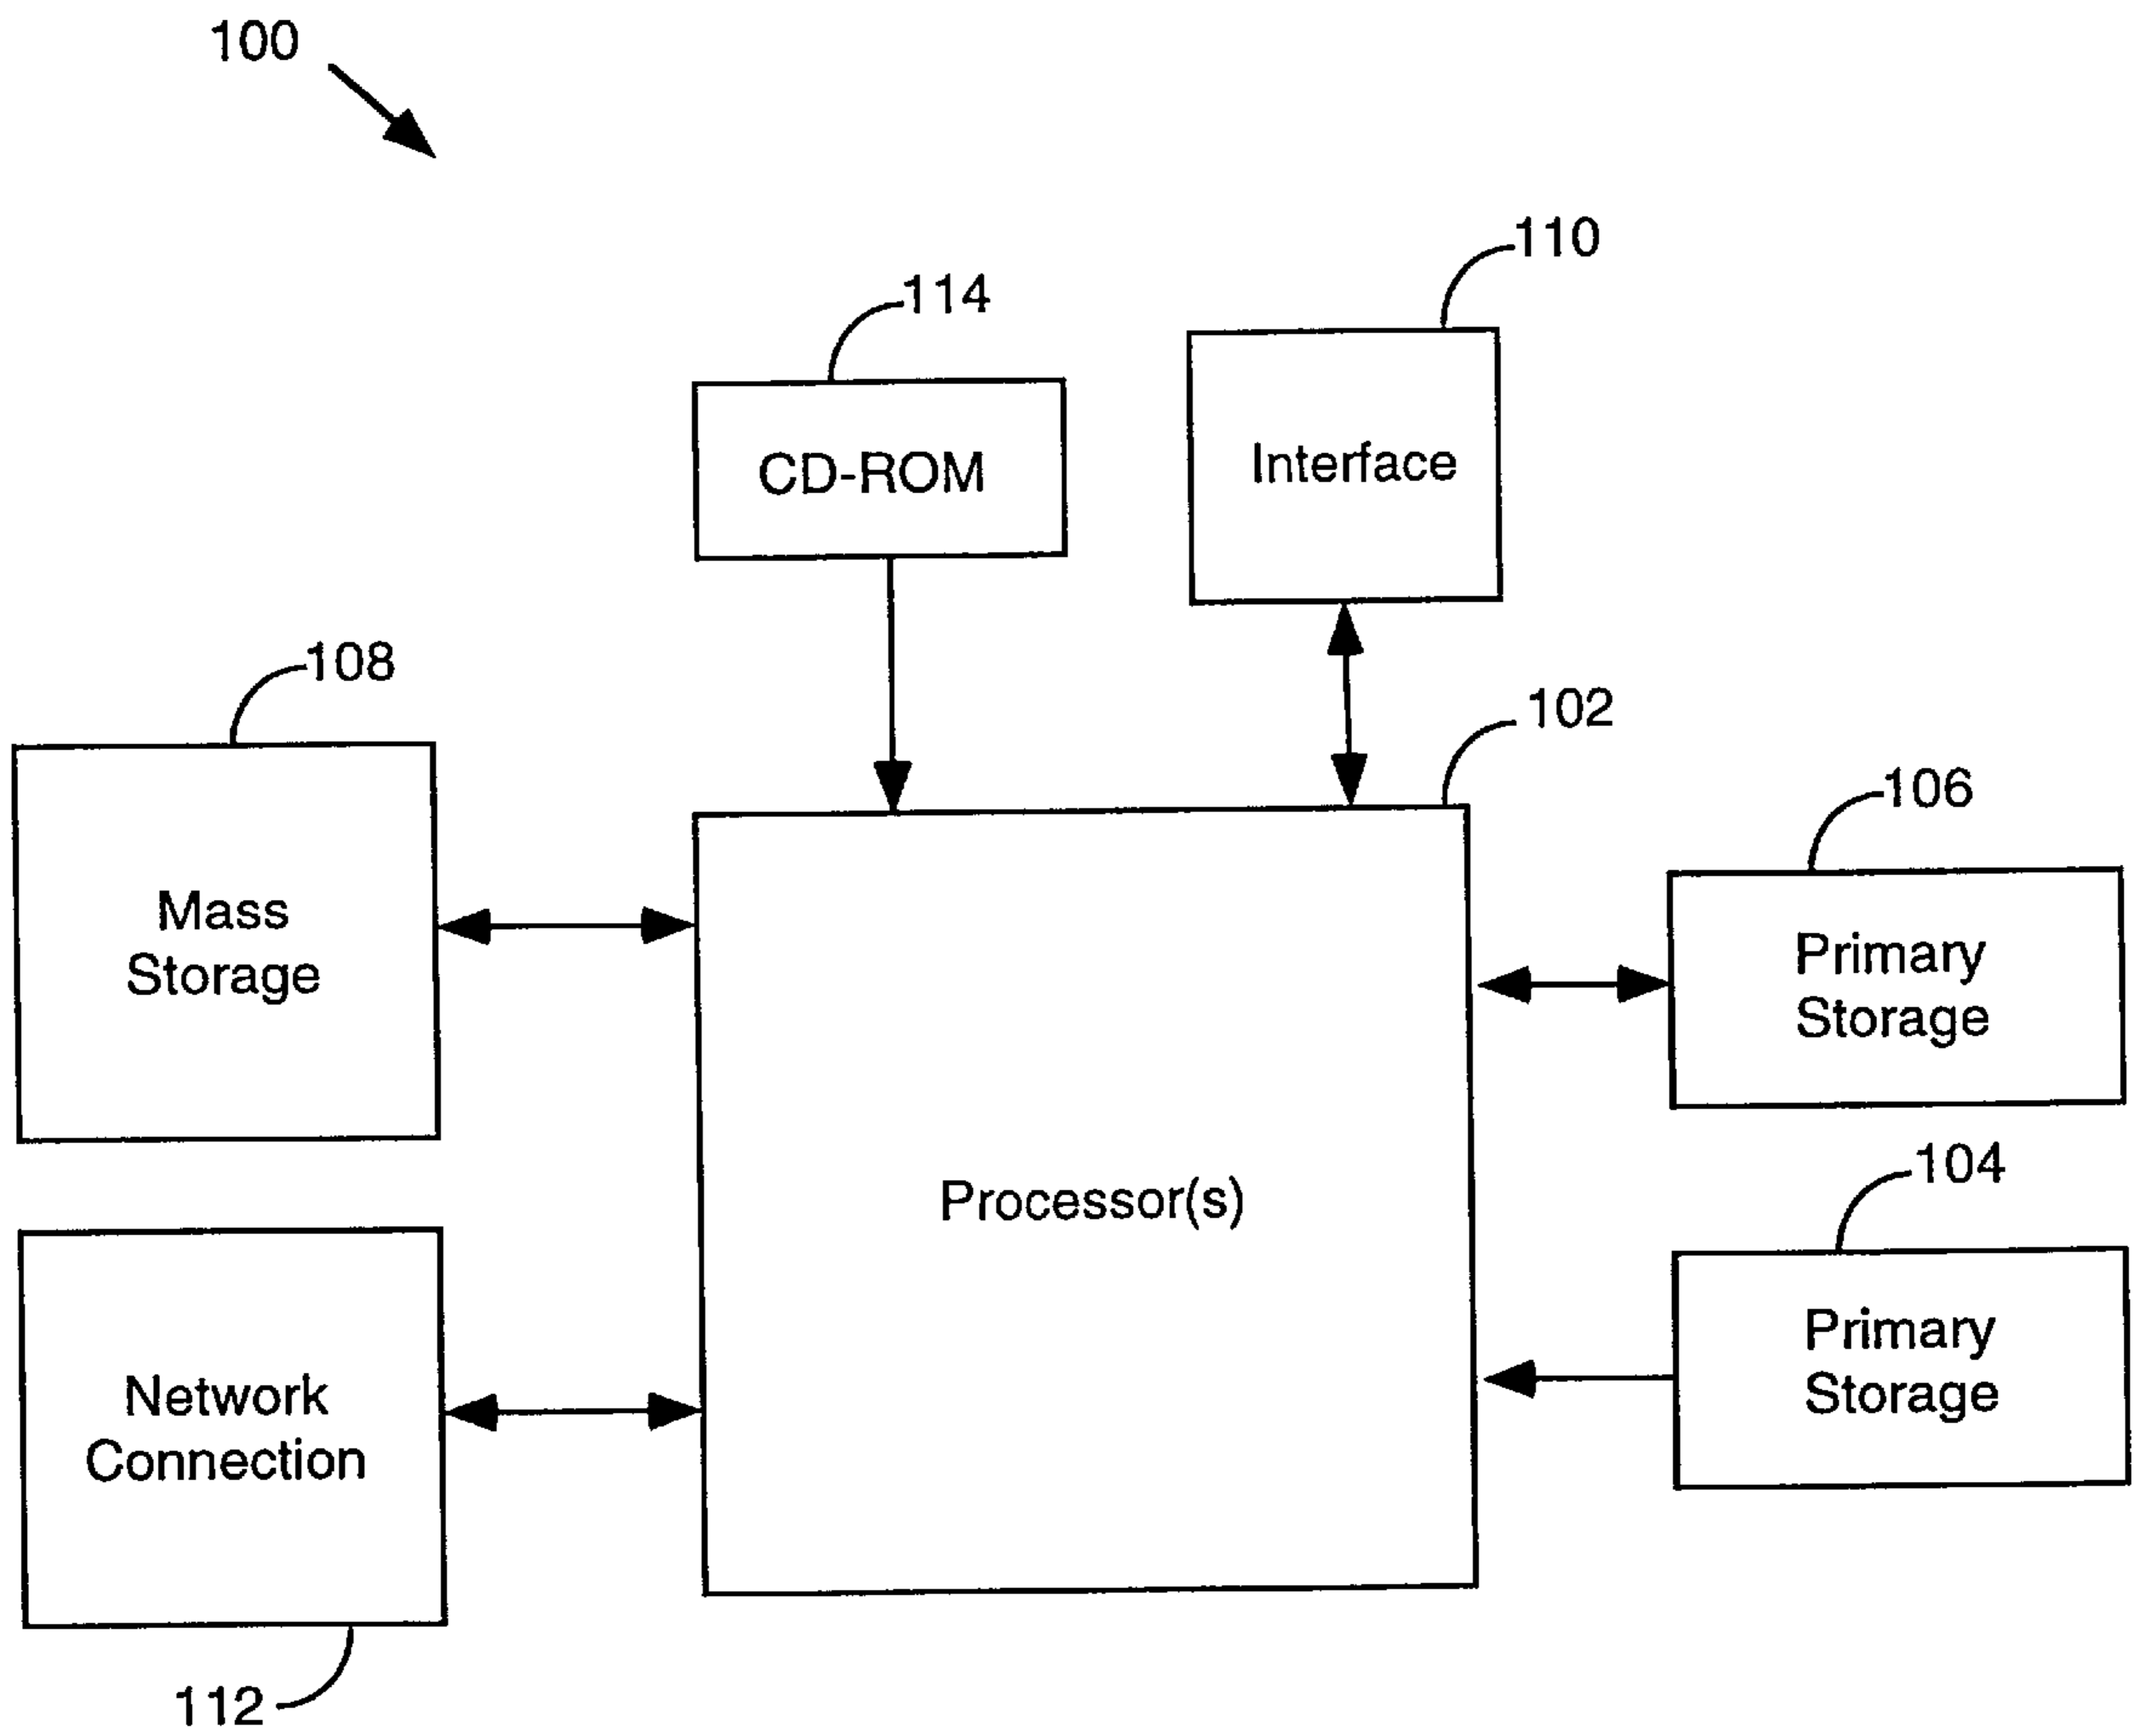 100
110
114
CD-ROM
Interface
108
102
106
Mass
Storage
Primary
Storage
104
Processor(s)
Primary
Storage
Network
Connection
112